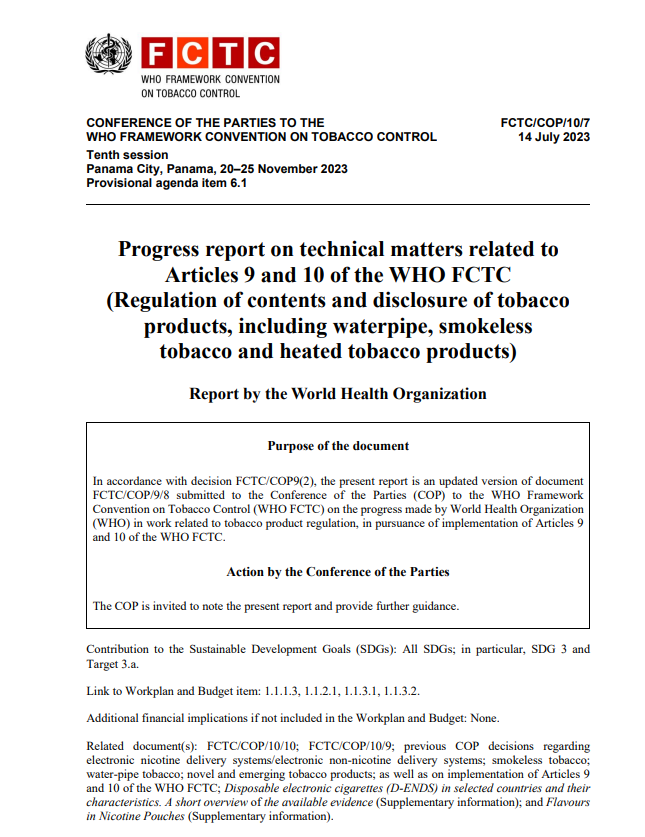 FCTC
WHO FRAMEWORK CONVENTION
ON TOBACCO CONTROL
CONFERENCE OF THE PARTIES TO THE
WHO FRAMEWORK CONVENTION ON TOBACCO CONTROL
FCTC/COP/10/7
14 July 2023
Tenth session
Panama City, Panama, 20–25 November 2023
Provisional agenda item 6.1
Progress report on technical matters related to
Articles 9 and 10 of the WHO FCTC
(Regulation of contents and disclosure of tobacco
products, including waterpipe, smokeless
tobacco and heated tobacco products)
Report by the World Health Organization
Purpose of the document
In accordance with decision FCTC/COP9(2), the present report is an updated version of document
FCTC/COP/9/8 submitted to the Conference of the Parties (COP) to the WHO Framework
Convention on Tobacco Control (WHO FCTC) on the progress made by World Health Organization
(WHO) in work related to tobacco product regulation, in pursuance of implementation of Articles 9
and 10 of the WHO FCTC.
Action by the Conference of the Parties
The COP is invited to note the present report and provide further guidance.
Contribution to the Sustainable Development Goals (SDGs): All SDGs; in particular, SDG 3 and
Target 3.a.
Link to Workplan and Budget item: 1.1.1.3, 1.1.2.1, 1.1.3.1, 1.1.3.2.
Additional financial implications if not included in the Workplan and Budget: None.
Related document(s): FCTC/COP/10/10; FCTC/COP/10/9; previous COP decisions regarding
electronic nicotine delivery systems/electronic non-nicotine delivery systems; smokeless tobacco;
water-pipe tobacco; novel and emerging tobacco products; as well as on implementation of Articles 9
and 10 of the WHO FCTC; Disposable electronic cigarettes (D-ENDS) in selected countries and their
characteristics. A short overview of the available evidence (Supplementary information); and Flavours
in Nicotine Pouches (Supplementary information).